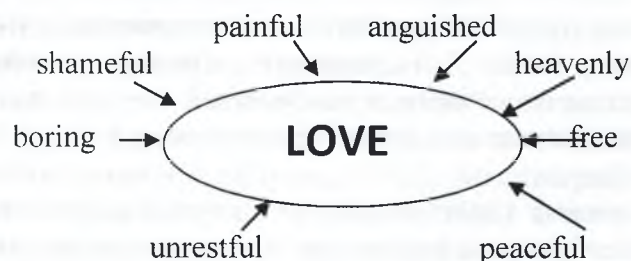 painful anguished
shameful heavenly
boring LOVE free
unrestful peaceful